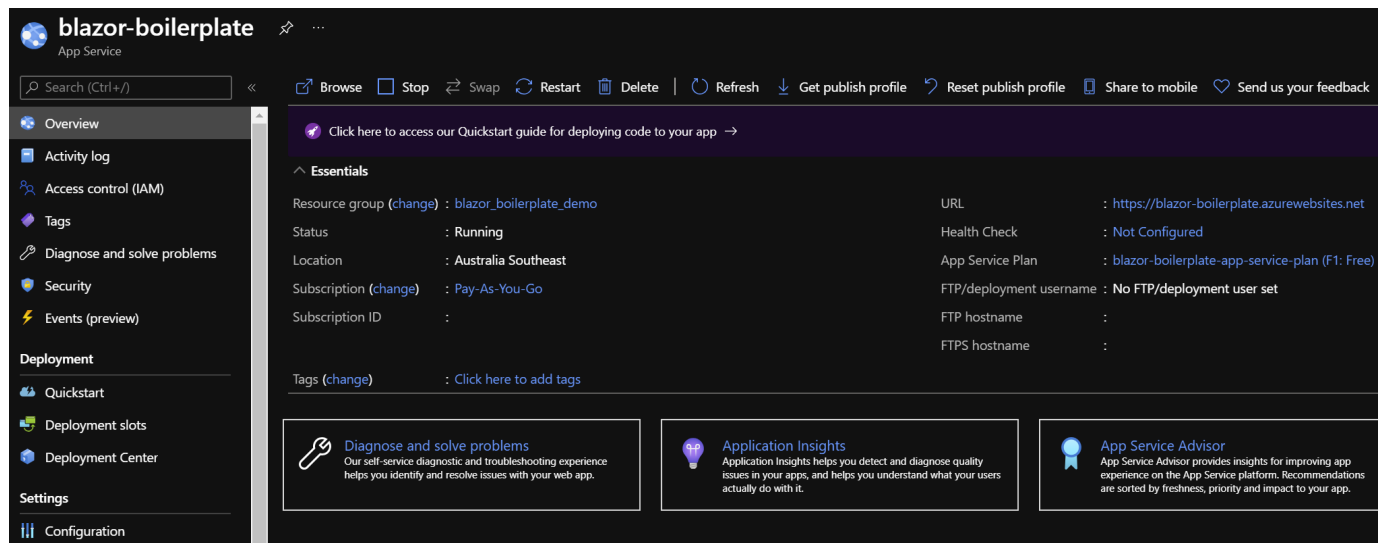 blazor-boilerplate
App Service
Search (Ctrl+/)
Overview
Activity log
Access control (IAM)
Tags
Diagnose and solve problems
Security
Events (preview)
Deployment
Quickstart
Deployment slots
Deployment Center
Settings
Configuration
Browse Stop Swap Restart Delete Refresh Get publish profile Reset publish profile Share to mobile Send us your feedback
Click here to access our Quickstart guide for deploying code to your app →
Essentials
Resource group (change) : blazor_boilerplate_demo
Status : Running
Location : Australia Southeast
Subscription (change) : Pay-As-You-Go
Subscription ID :
Tags (change) : Click here to add tags
URL : https://blazor-boilerplate.azurewebsites.net
Health Check : Not Configured
App Service Plan : blazor-boilerplate-app-service-plan (F1: Free)
FTP/deployment username : No FTP/deployment user set
FTP hostname :
FTPS hostname :
Diagnose and solve problems
Our self-service diagnostic and troubleshooting experience
helps you identify and resolve issues with your web app.
Application Insights
Application Insights helps you detect and diagnose quality
issues in your apps, and helps you understand what your users
actually do with it.
App Service Advisor
App Service Advisor provides insights for improving app
experience on the App Service platform. Recommendations
are sorted by freshness, priority and impact to your app.